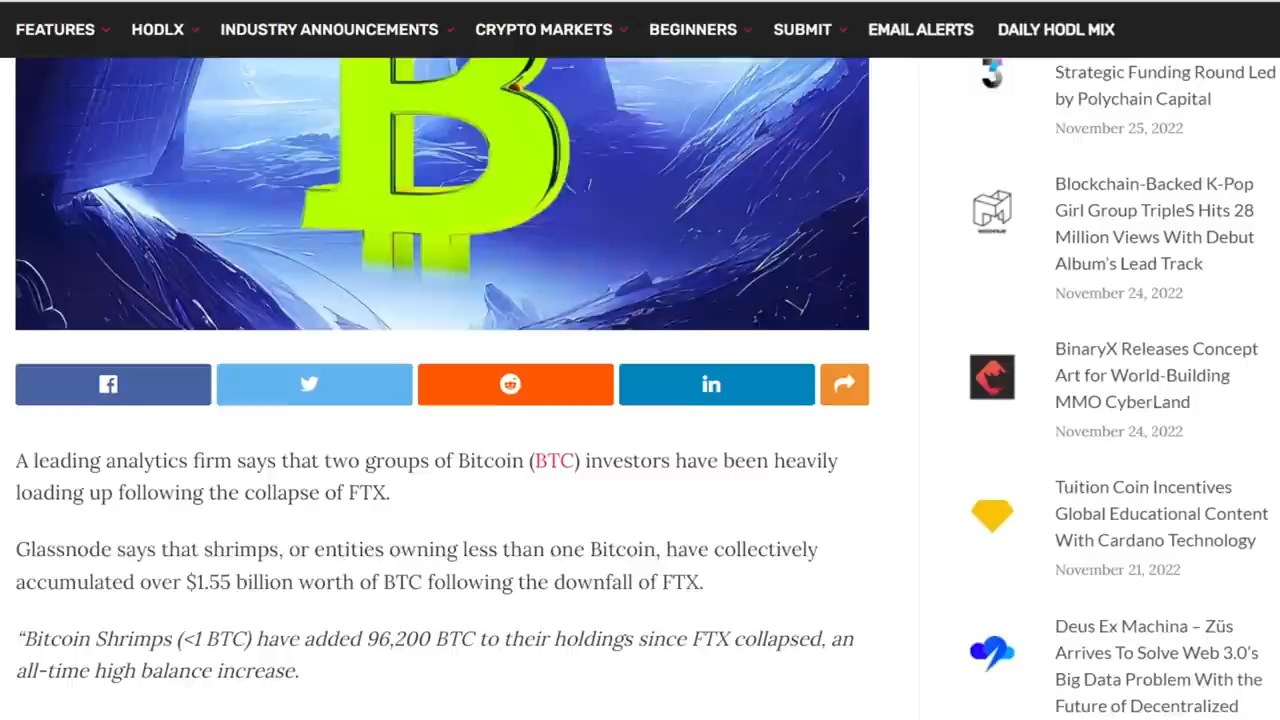 FEATURES HODLX INDUSTRY ANNOUNCEMENTS CRYPTO MARKETS BEGINNERS SUBMIT EMAIL ALERTS DAILY HODL MIX
A leading analytics firm says that two groups of Bitcoin (BTC) investors have been heavily
loading up following the collapse of FTX.
Glassnode says that shrimps, or entities owning less than one Bitcoin, have collectively
accumulated over $1.55 billion worth of BTC following the downfall of FTX.
“Bitcoin Shrimps (<1 BTC) have added 96,200 BTC to their holdings since FTX collapsed, an
all-time high balance increase.
Strategic Funding Round Led
by Polychain Capital
November 25, 2022
Blockchain-Backed K-Pop
Girl Group TripleS Hits 28
Million Views With Debut
Album’s Lead Track
November 24, 2022
BinaryX Releases Concept
Art for World-Building
MMO CyberLand
November 24, 2022
Tuition Coin Incentives
Global Educational Content
With Cardano Technology
November 21, 2022
Deus Ex Machina – Züs
Arrives To Solve Web 3.0’s
Big Data Problem With the
Future of Decentralized